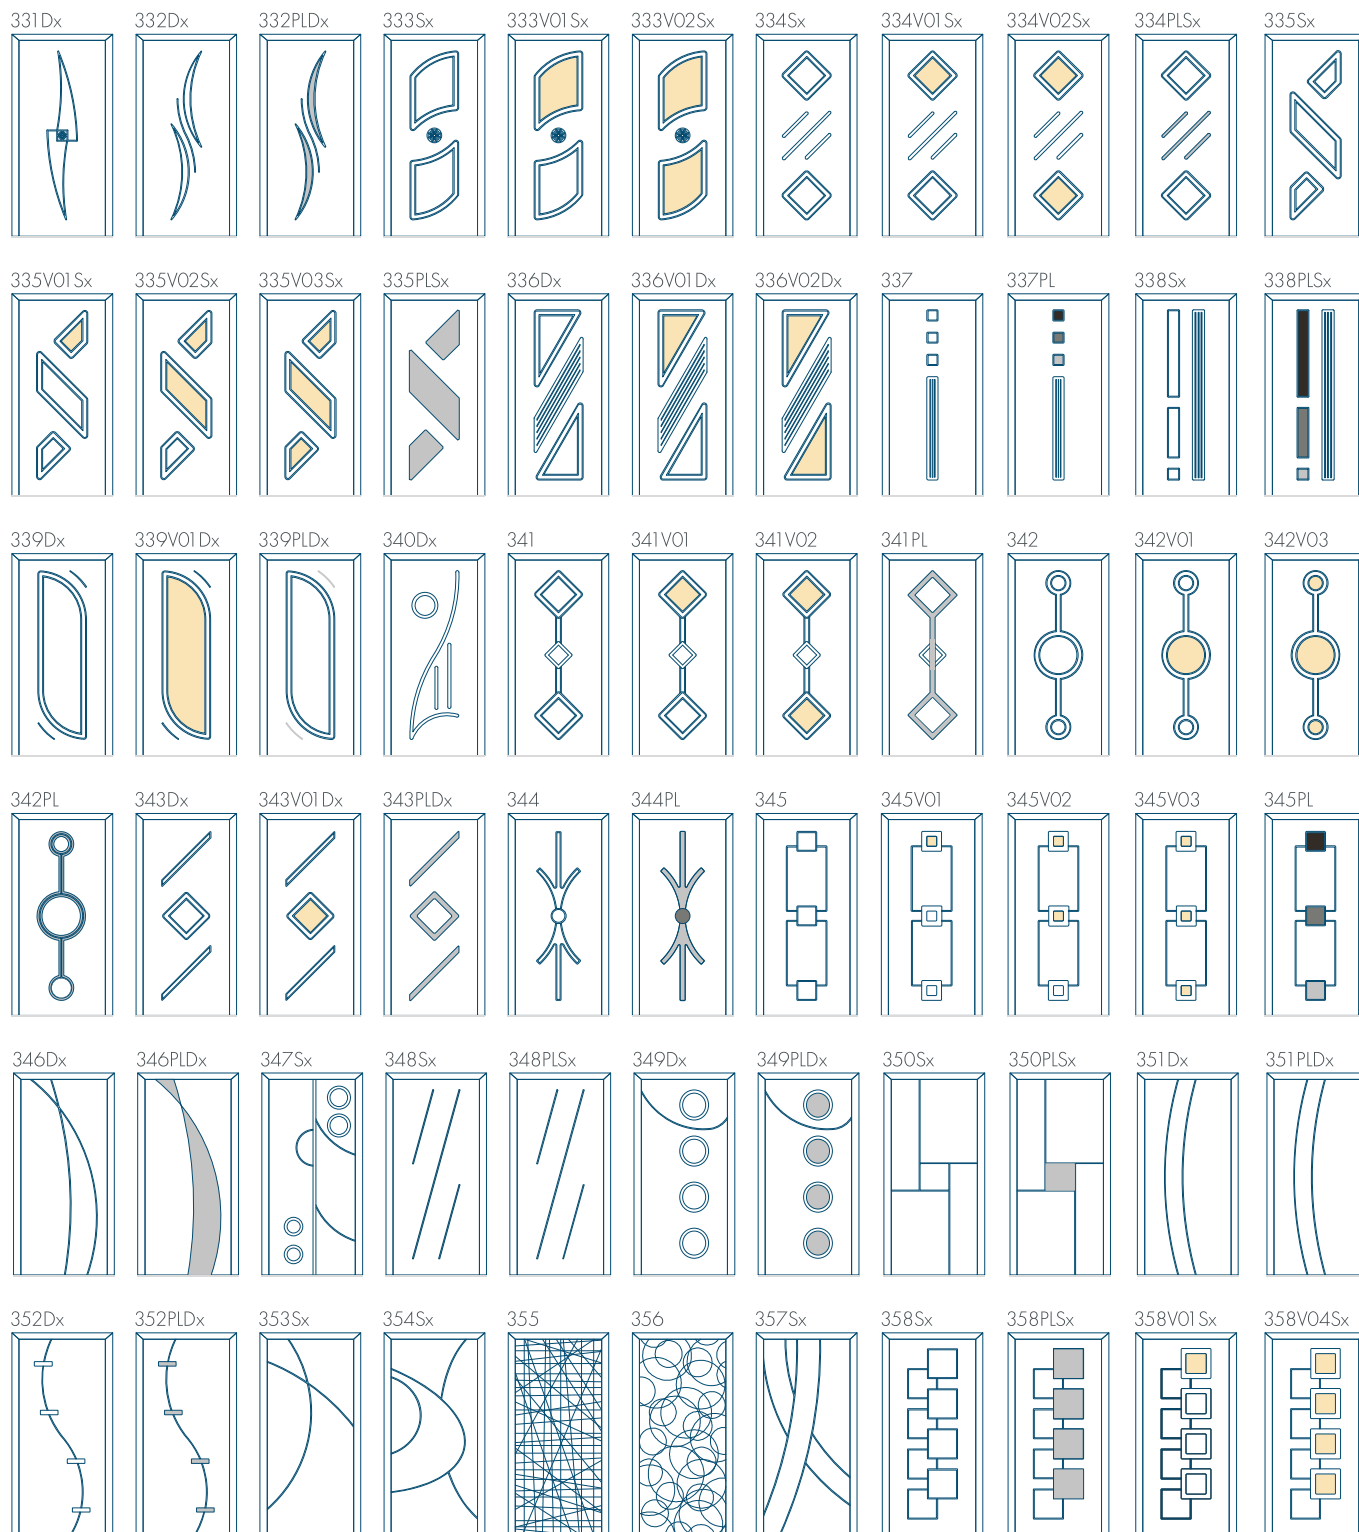 331Dx 332Dx 332PLDx 333Sx 333V01Sx 333V02Sx 334Sx 334V01Sx 334V02Sx 334PLSx 335Sx
335V01Sx 335V02Sx 335V03Sx 335PLSx 336Dx 336V01Dx 336V02Dx 337 337PL 338Sx 338PLSx
339Dx 339V01Dx 339PLDx 340Dx 341 341V01 341V02 341PL 342 342V01 342V03
342PL 343Dx 343V01Dx 343PLDx 344 344PL 345 345V01 345V02 345V03 345PL
346Dx 346PLDx 347Sx 348Sx 348PLSx 349Dx 349PLDx 350Sx 350PLSx 351Dx 351PLDx
352Dx 352PLDx 353Sx 354Sx 355 356 357Sx 358Sx 358PLSx 358V01Sx 358V04Sx